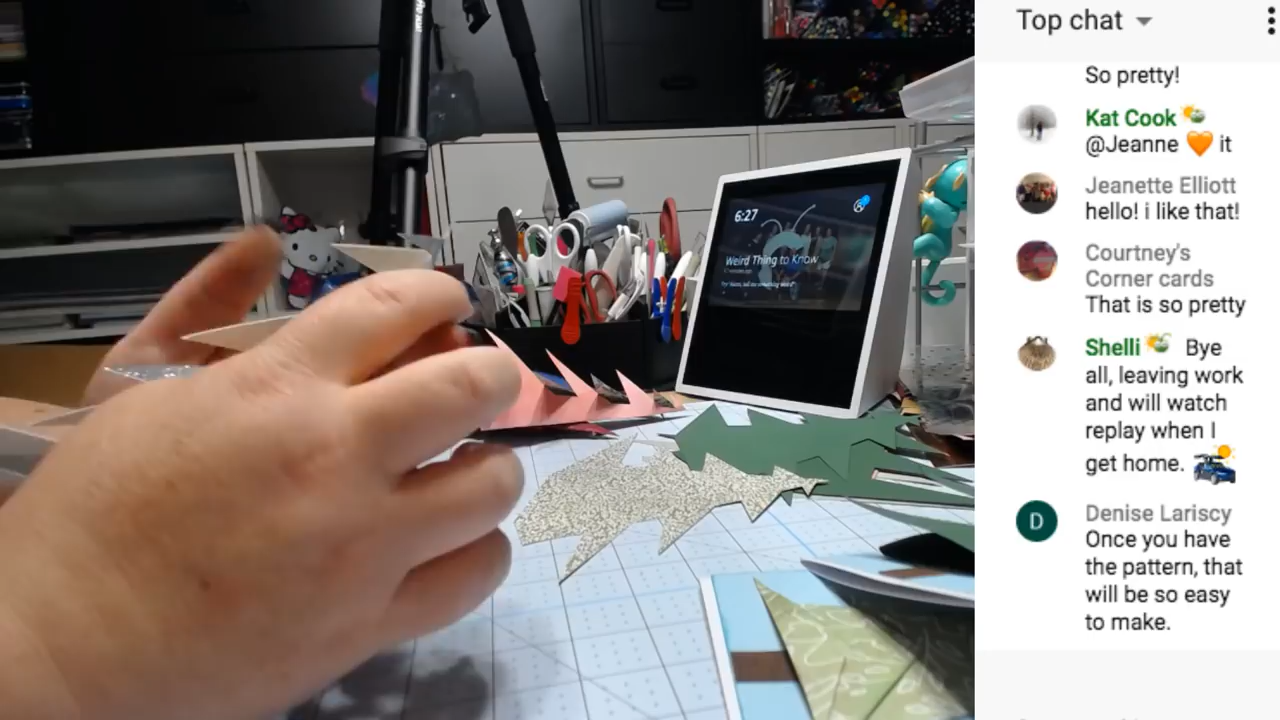 Top chat
So pretty!
Kat Cook
@Jeanne 🧡 it
Jeanette Elliott
hello! i like that!
Courtney's
Corner cards
That is so pretty
Shelli Bye
all, leaving work
and will watch
replay when I
get home.
D
Denise Lariscy
Once you have
the pattern, that
will be so easy
to make.
6:27
Weird Thing to Know